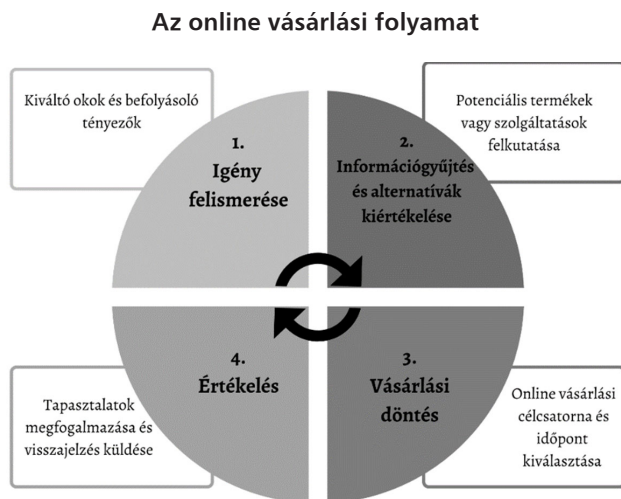 Az online vásárlási folyamat
Kiváltó okok és befolyásoló
tényezők
1.
Igény
felismerése
2.
Információgyűjtés
és alternatívák
kiértékelése
Potenciális termékek
vagy szolgáltatások
felkutatása
4.
Értékelés
Tapasztalatok
megfogalmazása és
visszajelzés küldése
3.
Vásárlási
döntés
Online vásárlási
célcsatorna és
időpont
kiválasztása